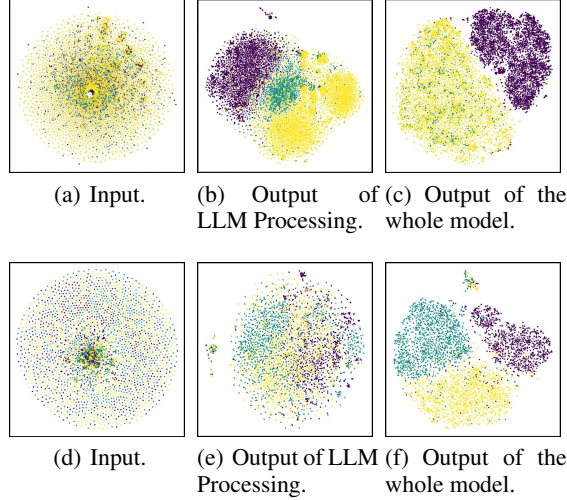 (a) Input.
(b) Output of LLM Processing.
(c) Output of the whole model.
(d) Input.
(e) Output of LLM Processing.
(f) Output of the whole model.